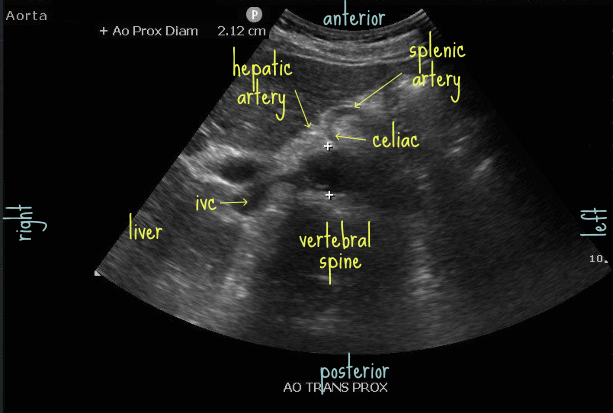 Aorta
P
+ Ao Prox Diam 2.12 cm
anterior
hepatic
artery
splenic
artery
celiac
ivc
right
left
liver
vertebral
spine
10
posterior
AO TRANS PROX